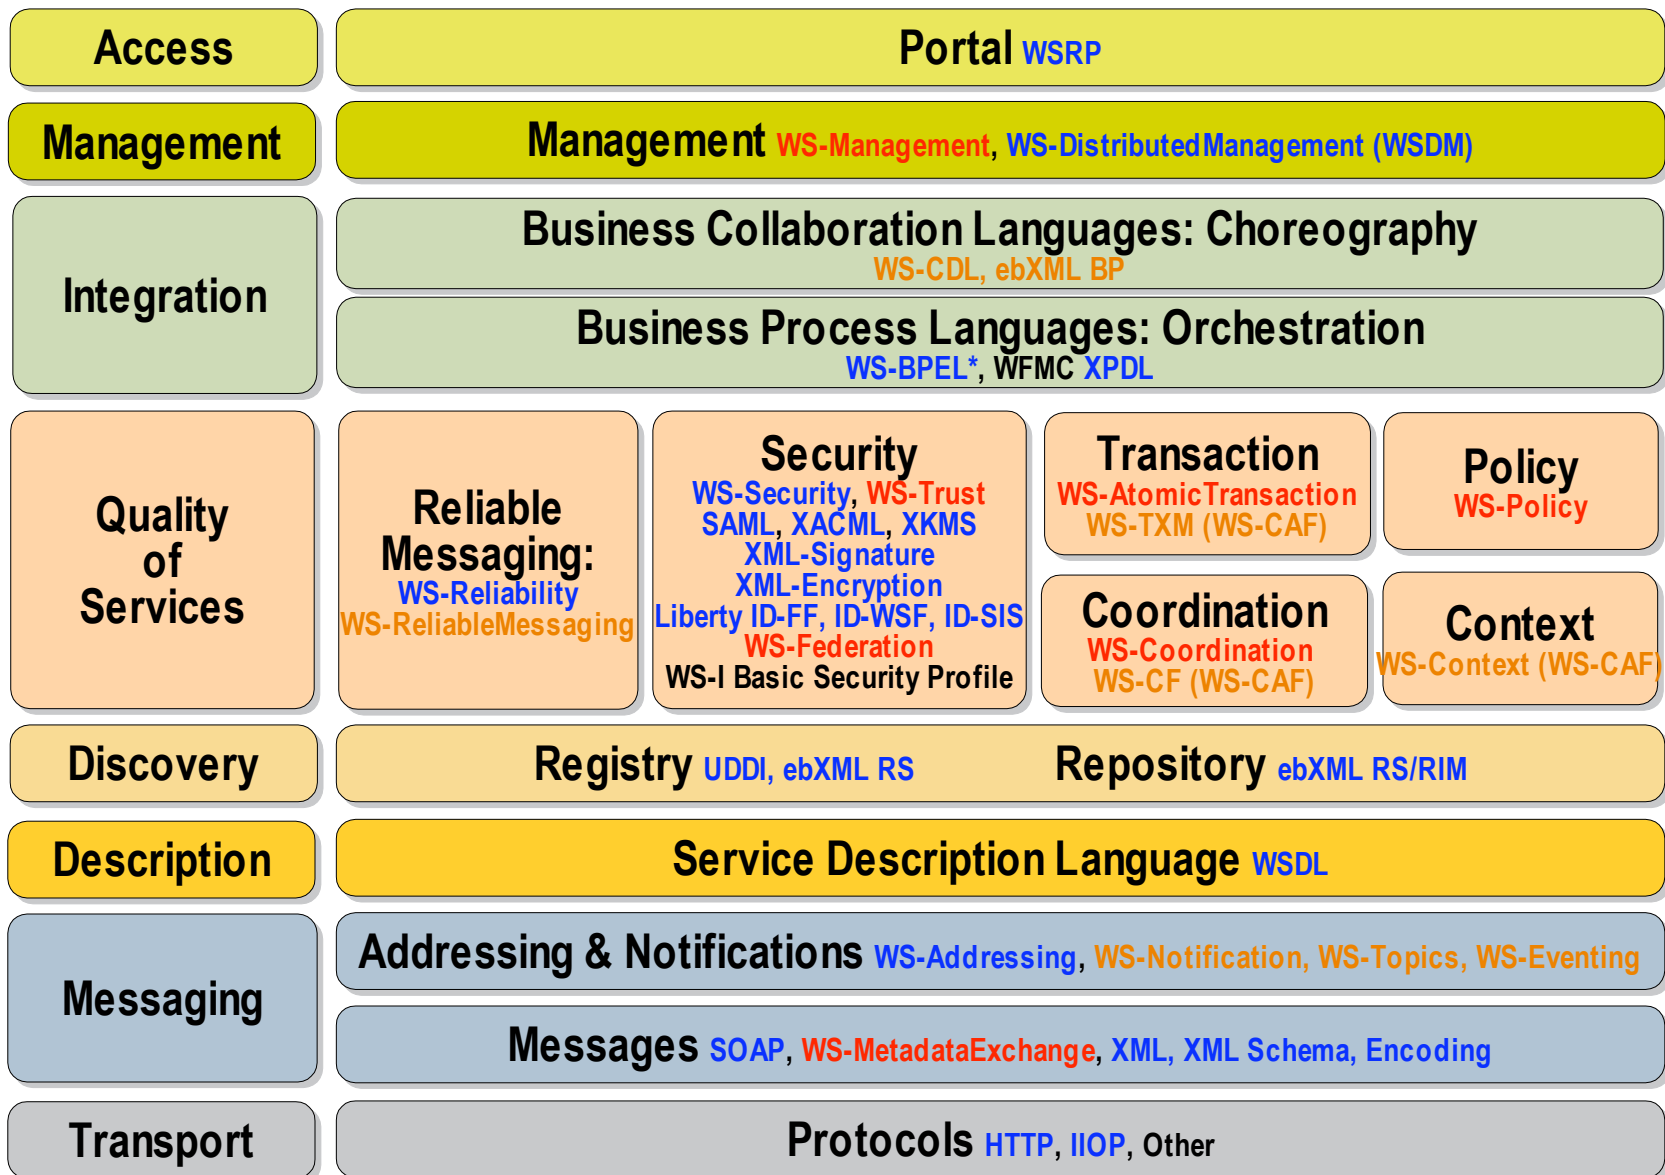 Access
Portal WSRP
Management
Management WS-Management, WS-DistributedManagement (WSDM)
Integration
Business Collaboration Languages: Choreography
WS-CDL, ebXML BP
Business Process Languages: Orchestration
WS-BPEL*, WFMC XPDL
Quality
of
Services
Reliable
Messaging:
WS-Reliability
WS-ReliableMessaging
Security
WS-Security, WS-Trust
SAML, XACML, XKMS
XML-Signature
XML-Encryption
Liberty ID-FF, ID-WSF, ID-SIS
WS-Federation
WS-I Basic Security Profile
Transaction
WS-AtomicTransaction
WS-TXM (WS-CAF)
Policy
WS-Policy
Coordination
WS-Coordination
WS-CF (WS-CAF)
Context
WS-Context (WS-CAF)
Discovery
Registry UDDI, ebXML RS
Repository ebXML RS/RIM
Description
Service Description Language WSDL
Messaging
Addressing & Notifications WS-Addressing, WS-Notification, WS-Topics, WS-Eventing
Messages SOAP, WS-MetadataExchange, XML, XML Schema, Encoding
Transport
Protocols HTTP, IIOP, Other